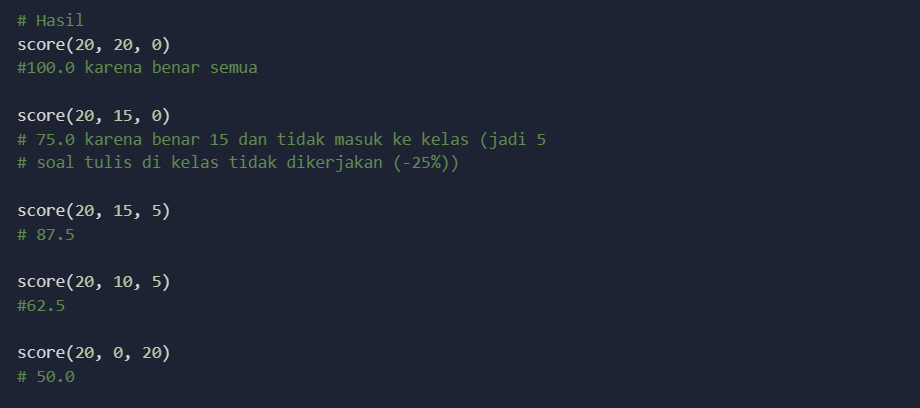 # Hasil
score(20, 20, 0)
#100.0 karena benar semua
score(20, 15, 0)
# 75.0 karena benar 15 dan tidak masuk ke kelas (jadi 5
# soal tulis di kelas tidak dikerjakan (-25%))
score(20, 15, 5)
# 87.5
score(20, 10, 5)
#62.5
score(20, 0, 20)
# 50.0